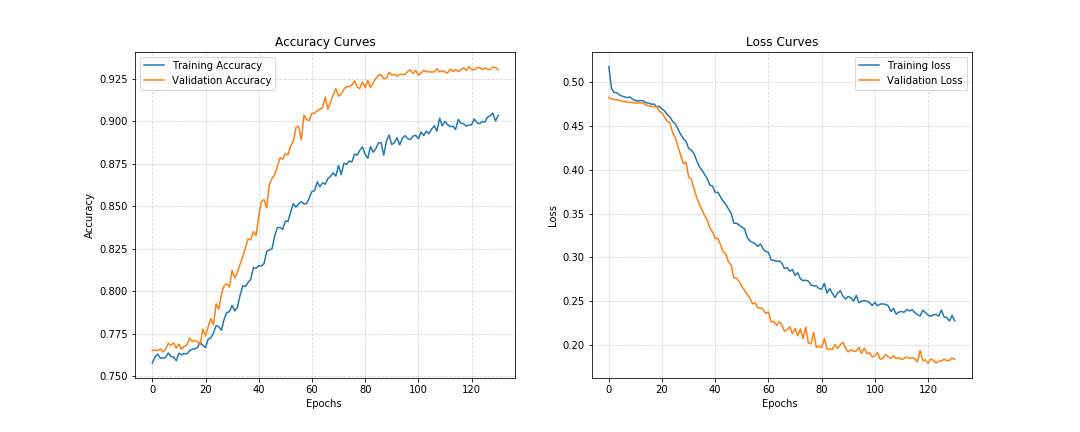 Accuracy Curves
Training Accuracy
Validation Accuracy
0.925
0.900
0.875
0.850
0.825
0.800
0.775
0.750
Accuracy
0 20 40 60 80 100 120
Epochs
Loss Curves
Training loss
Validation Loss
0.50
0.45
0.40
0.35
0.30
0.25
0.20
Loss
0 20 40 60 80 100 120
Epochs